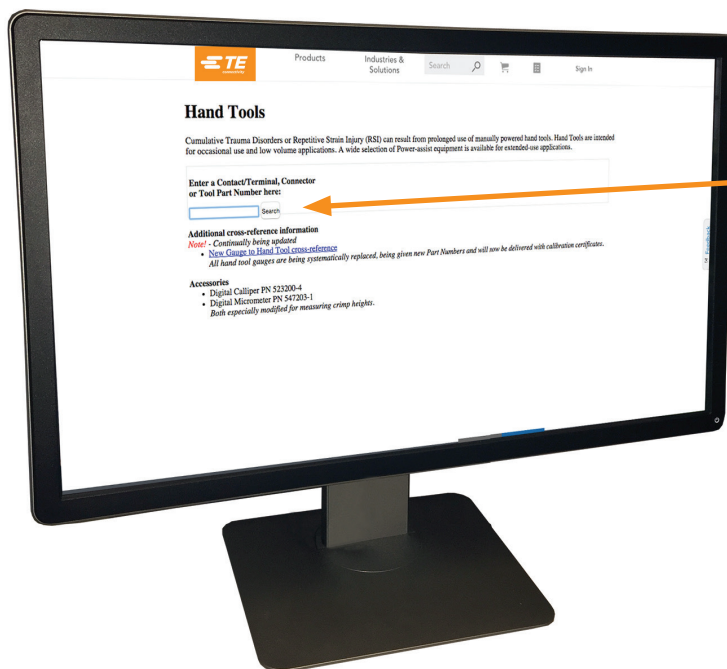 TE
connectivity
Products
Industries &
Solutions
Search
Sign In
Hand Tools
Cumulative Trauma Disorders or Repetitive Strain Injury (RSI) can result from prolonged use of manually powered hand tools. Hand Tools are intended
for occasional use and low volume applications. A wide selection of Power-assist equipment is available for extended-use applications.
Enter a Contact/Terminal, Connector
or Tool Part Number here:
Search
Additional cross-reference information
Note! - Continually being updated
• New Gauge to Hand Tool cross-reference
All hand tool gauges are being systematically replaced, being given new Part Numbers and will now be delivered with calibration certificates.
Accessories
• Digital Calliper PN 523200-4
• Digital Micrometer PN 547203-1
Both especially modified for measuring crimp heights.
Feedback